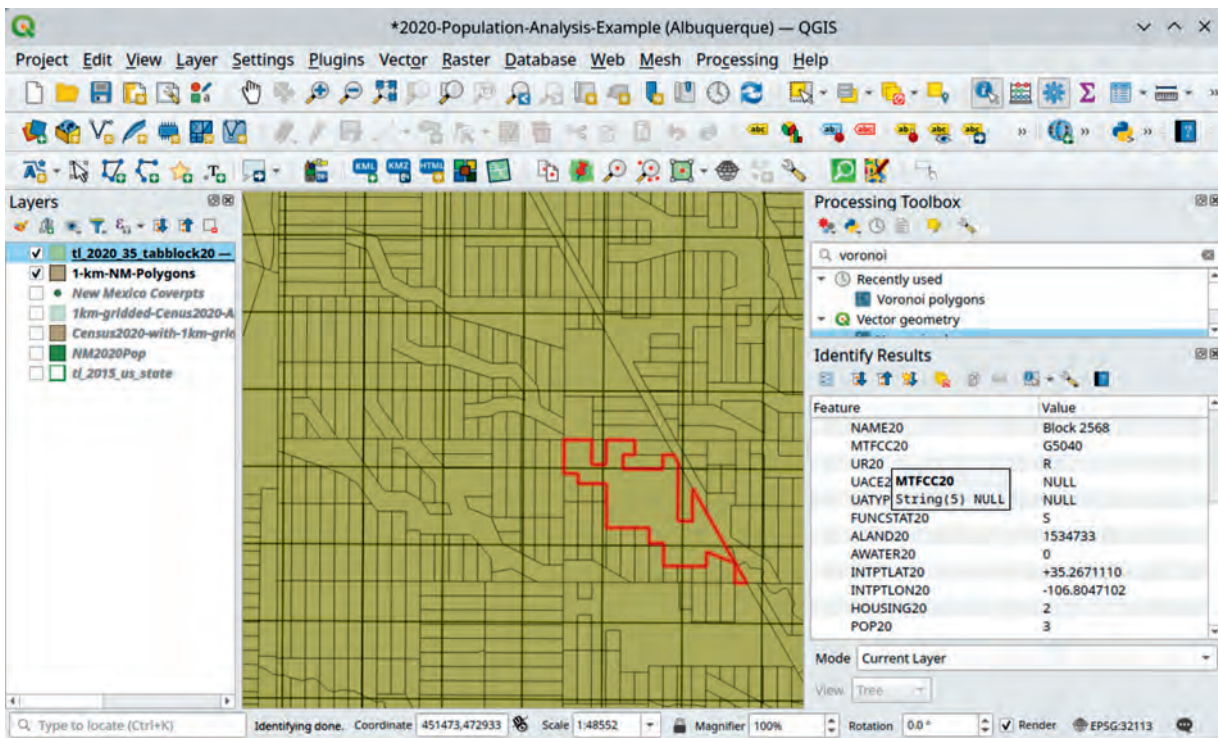 *2020-Population-Analysis-Example (Albuquerque) — QGIS
Project Edit View Layer Settings Plugins Vector Raster Database Web Mesh Processing Help
KML KMZ HTML
Layers
tl_2020_35_tabblock20 —
1-km-NM-Polygons
New Mexico Coverpts
1km-gridded-Cenus2020-A
Census2020-with-1km-grid
NM2020Pop
tl_2015_us_state
Processing Toolbox
voronoi
Recently used
Voronoi polygons
Vector geometry
Identify Results
Feature Value
NAME20 Block 2568
MTFCC20 G5040
UR20 R
UACE2 NULL
UATYP NULL
MTFCC20
String(5) NULL
FUNCSTAT20 S
ALAND20 1534733
AWATER20 0
INTPTLAT20 +35.2671110
INTPTLON20 -106.8047102
HOUSING20 2
POP20 3
Mode Current Layer
View Tree
Type to locate (Ctrl+K) Identifying done. Coordinate 451473,472933 Scale 1:48552 Magnifier 100% Rotation 0.0 ° Render EPSG:32113